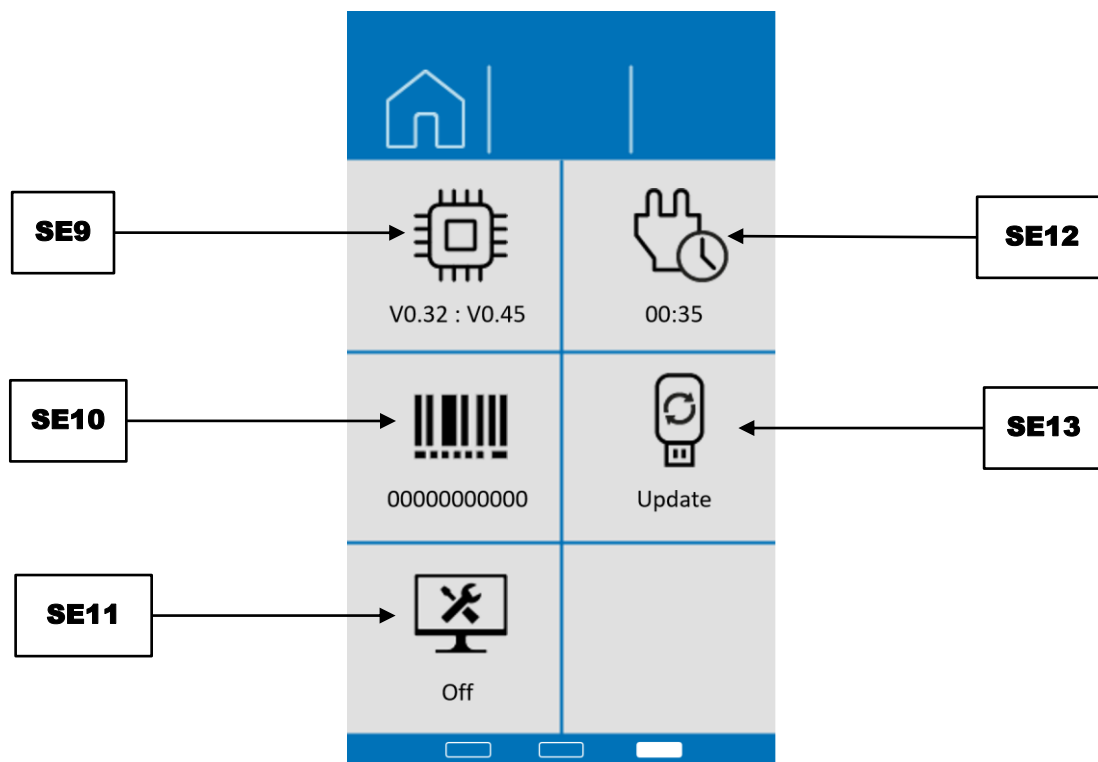 SE9
SE12
V0.32 : V0.45
00:35
SE10
SE13
00000000000
Update
SE11
Off